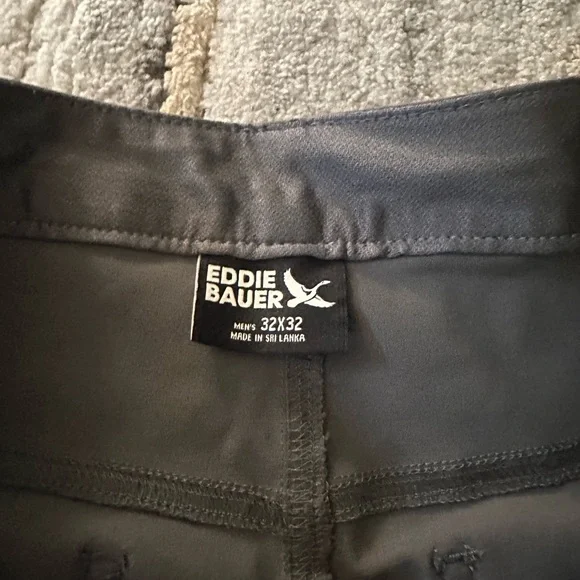 EDDIE
BAUER
MEN'S 32X32
MADE IN SRI LANKA